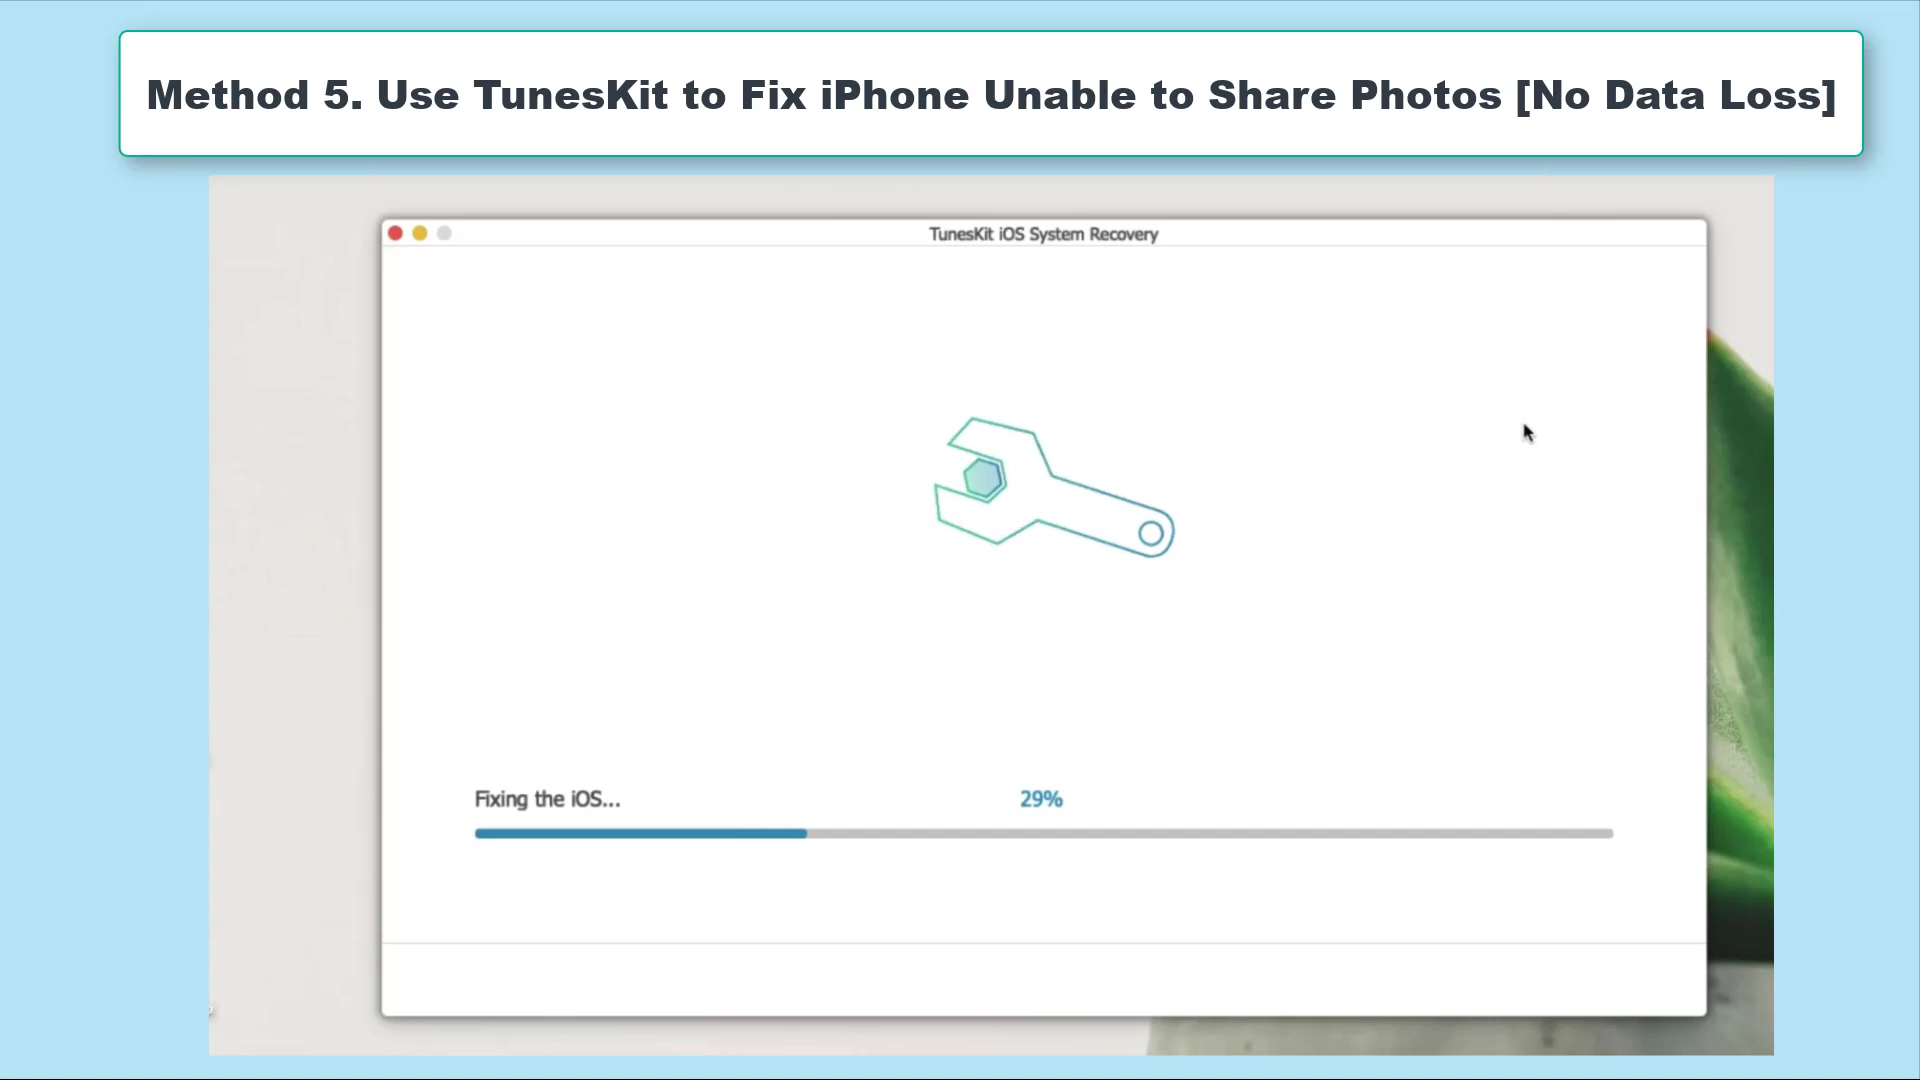 Method 5. Use TunesKit to Fix iPhone Unable to Share Photos [No Data Loss]
TunesKit iOS System Recovery
Fixing the iOS... 29%